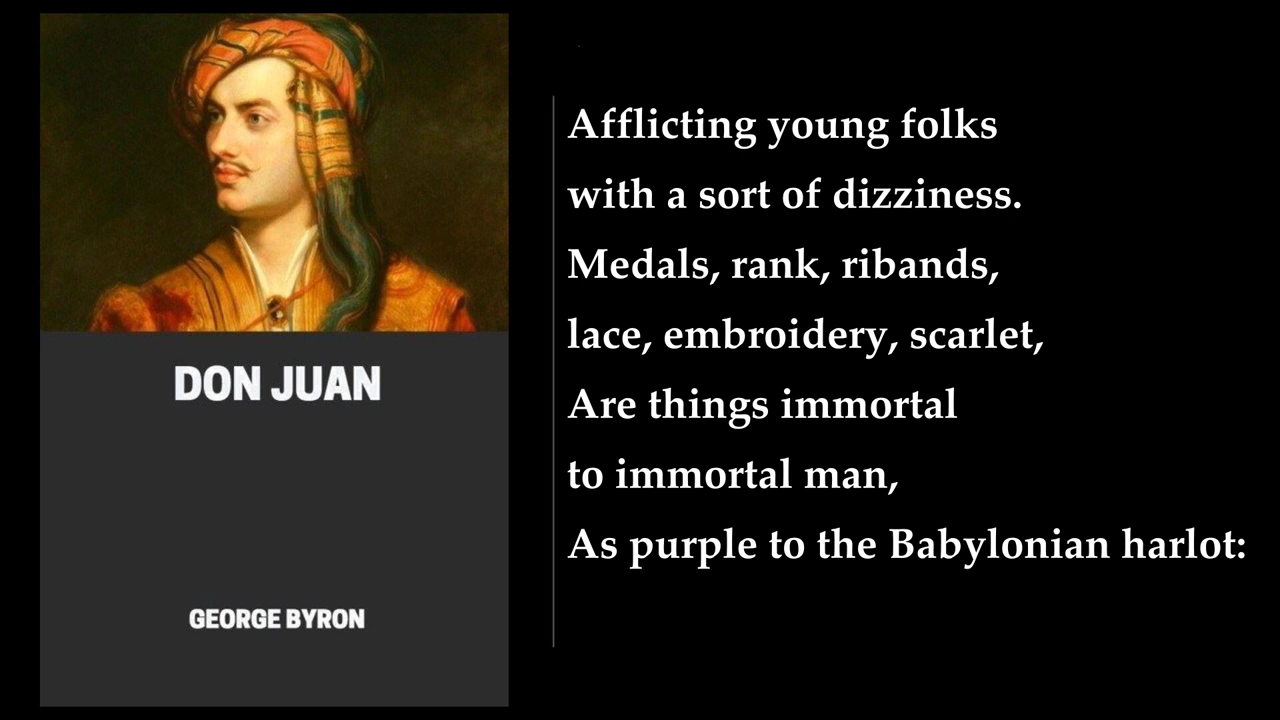 DON JUAN
GEORGE BYRON
Afflicting young folks
with a sort of dizziness.
Medals, rank, ribands,
lace, embroidery, scarlet,
Are things immortal
to immortal man,
As purple to the Babylonian harlot: